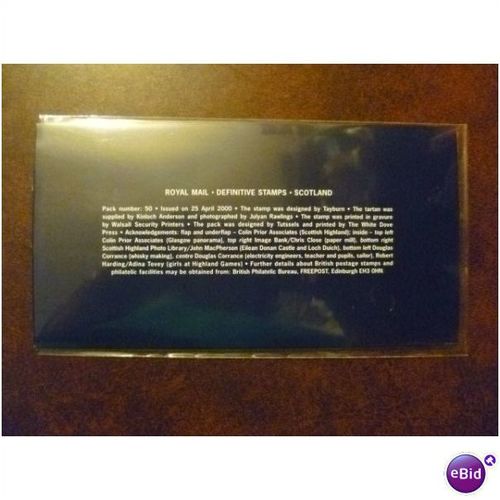 ROYAL MAIL • DEFINITIVE STAMPS • SCOTLAND
Pack number: 50 • Issued on 25 April 2000 • The stamp was designed by Tayburn • The tartan was
supplied by Kinloch Anderson and photographed by Julyan Rawlings • The stamp was printed in gravure
by Walsall Security Printers • The pack was designed by Tutssels and printed by The White Dove
Press • Acknowledgements: flap and underflap – Colin Prior Associates (Scottish Highland); inside – top left
Colin Prior Associates (Glasgow panorama), top right Image Bank/Chris Close (paper mill), bottom right
Scottish Highland Photo Library/John MacPherson (Eilean Donan Castle and Loch Duich), bottom left Douglas
Corrance (whisky making), centre Douglas Corrance (electricity engineers, teacher and pupils, sailor), Robert
Harding/Adina Tovey (girls at Highland Games) • Further details about British postage stamps and
philatelic facilities may be obtained from: British Philatelic Bureau, FREEPOST, Edinburgh EH3 0HN
eBid